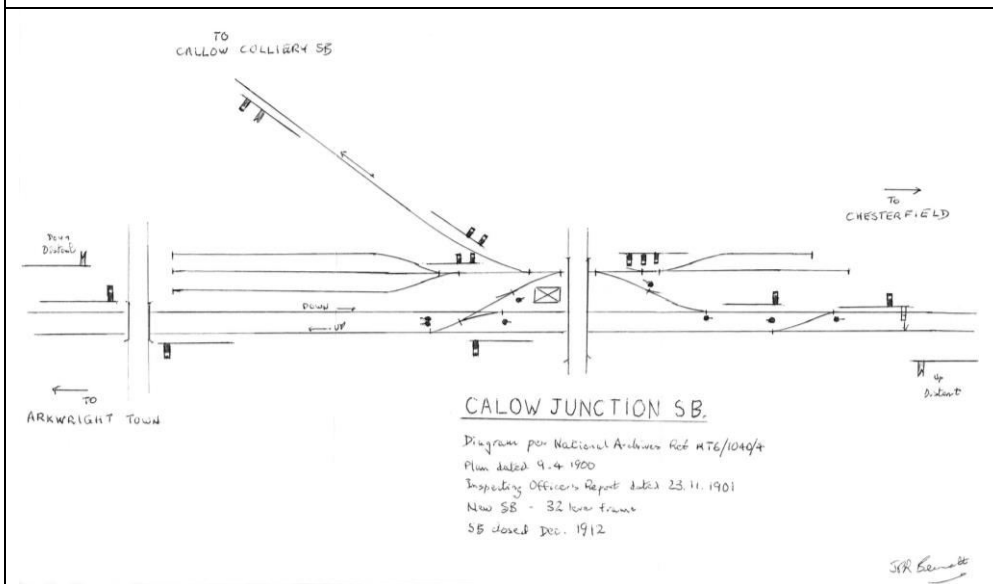 TO
CALLOW COLLIERY SB
TO
CHESTERFIELD
Down
Distant
DOWN
UP
Up
Distant
TO
ARKWRIGHT TOWN
CALOW JUNCTION SB.
Diagram per National Archives Ref MT6/1040/4
Plan dated 9.4 1900
Inspecting Officers Report dated 23.11.1901
New SB - 32 lever frame
SB closed Dec. 1912